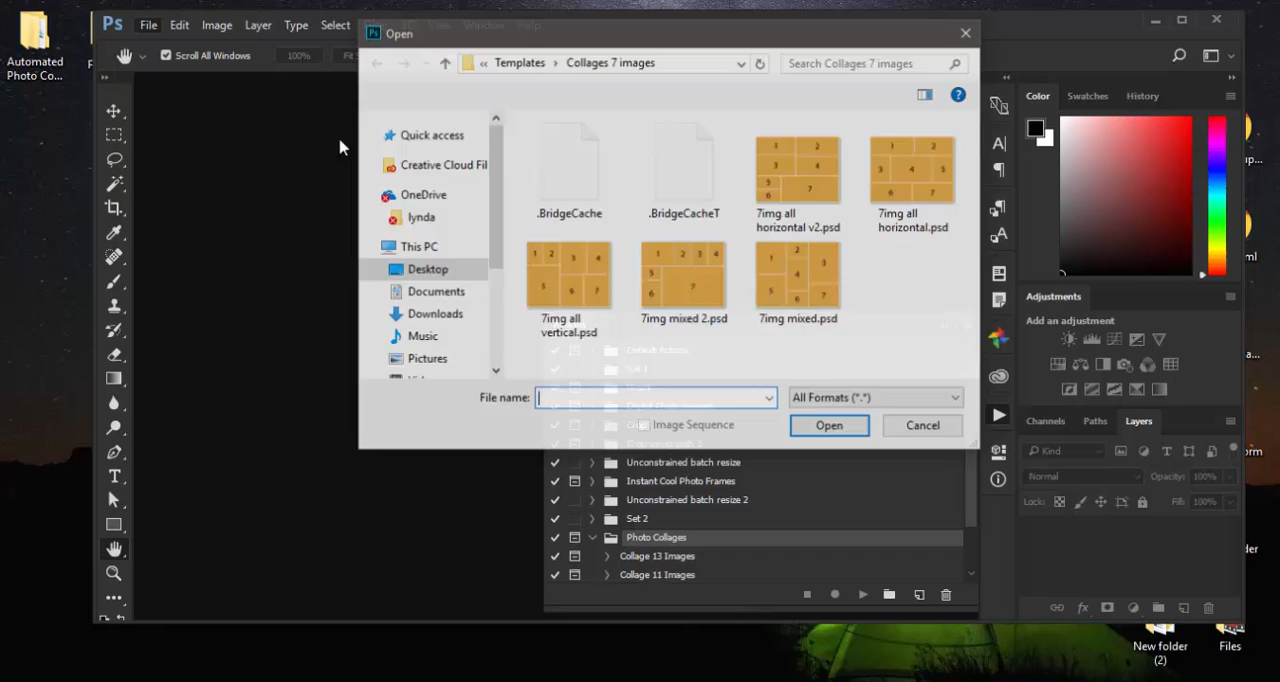 Automated
Photo Co...
Ps
File Edit Image Layer Type Select
Scroll All Windows
100%
Ps Open
« Templates › Collages 7 images
Search Collages 7 images
Quick access
Creative Cloud Fil
OneDrive
lynda
This PC
Desktop
Documents
Downloads
Music
Pictures
.BridgeCache
.BridgeCacheT
7img all
horizontal v2.psd
7img all
horizontal.psd
7img all
vertical.psd
7img mixed 2.psd
7img mixed.psd
File name:
All Formats (*.*)
Image Sequence
Open
Cancel
Unconstrained batch resize
Instant Cool Photo Frames
Unconstrained batch resize 2
Set 2
Photo Collages
Collage 13 Images
Collage 11 Images
Color Swatches History
Adjustments
Add an adjustment
Channels Paths Layers
Kind
Normal
Opacity: 100%
Lock:
Fill: 100%
New folder
(2)
Files